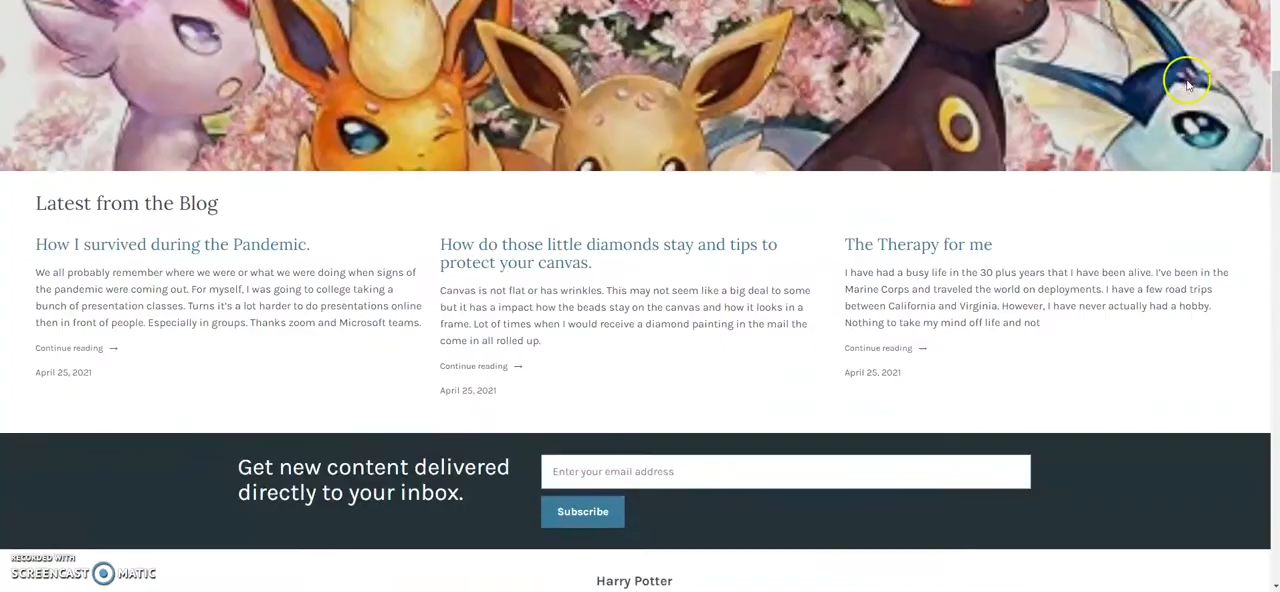 Latest from the Blog
How I survived during the Pandemic.
We all probably remember where we were or what we were doing when signs of
the pandemic were coming out. For myself, I was going to college taking a
bunch of presentation classes. Turns it's a lot harder to do presentations online
then in front of people. Especially in groups. Thanks zoom and Microsoft teams.
Continue reading →
April 25, 2021
How do those little diamonds stay and tips to
protect your canvas.
Canvas is not flat or has wrinkles. This may not seem like a big deal to some
but it has a impact how the beads stay on the canvas and how it looks in a
frame. Lot of times when I would receive a diamond painting in the mail the
come in all rolled up.
Continue reading →
April 25, 2021
The Therapy for me
I have had a busy life in the 30 plus years that I have been alive. I've been in the
Marine Corps and traveled the world on deployments. I have a few road trips
between California and Virginia. However, I have never actually had a hobby.
Nothing to take my mind off life and not
Continue reading →
April 25, 2021
Get new content delivered
directly to your inbox.
Enter your email address
Subscribe
RECORDED WITH
SCREENCAST MATIC
Harry Potter